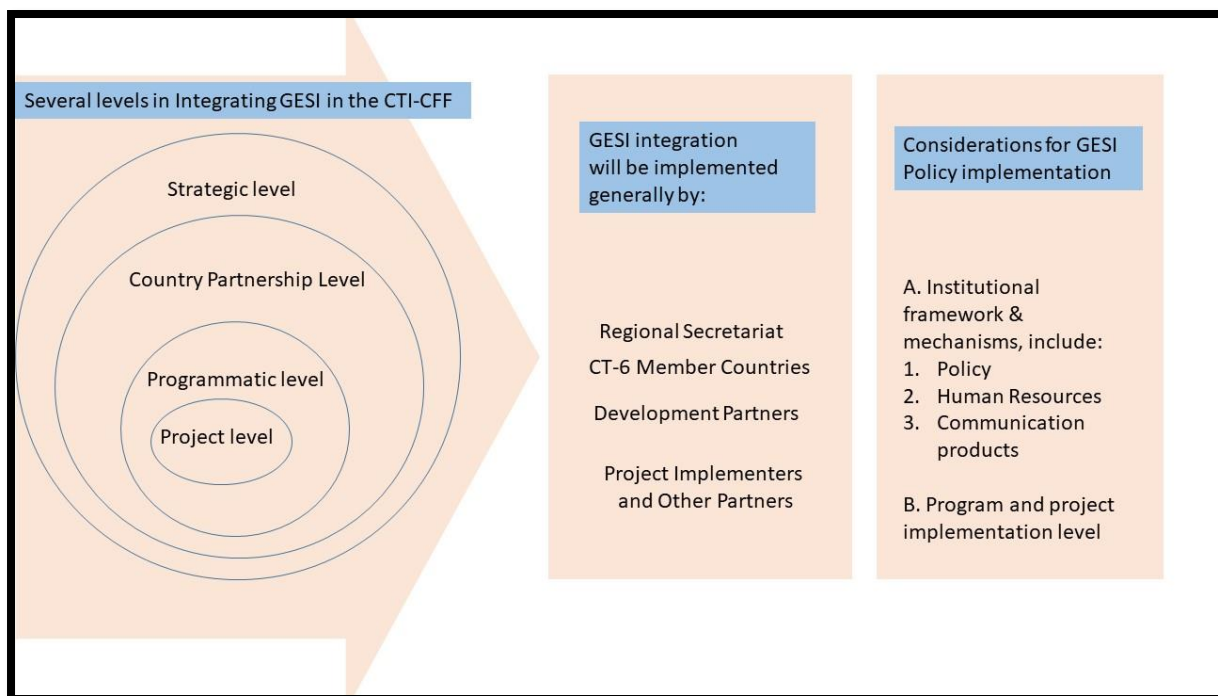 Several levels in Integrating GESI in the CTI-CFF
Strategic level
Country Partnership Level
Programmatic level
Project level
GESI integration
will be implemented
generally by:
Regional Secretariat
CT-6 Member Countries
Development Partners
Project Implementers
and Other Partners
Considerations for GESI
Policy implementation
A. Institutional
framework &
mechanisms, include:
1. Policy
2. Human Resources
3. Communication
products
B. Program and project
implementation level